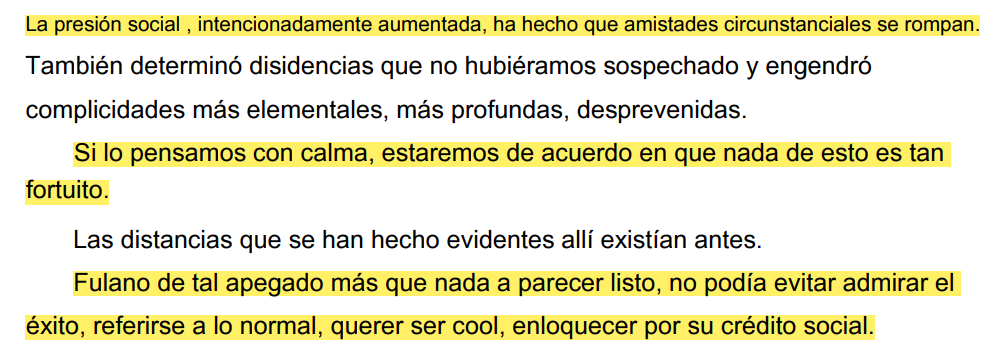 La presión social , intencionadamente aumentada, ha hecho que amistades circunstanciales se rompan.
También determinó disidencias que no hubiéramos sospechado y engendró
complicidades más elementales, más profundas, desprevenidas.
Si lo pensamos con calma, estaremos de acuerdo en que nada de esto es tan
fortuito.
Las distancias que se han hecho evidentes allí existían antes.
Fulano de tal apegado más que nada a parecer listo, no podía evitar admirar el
éxito, referirse a lo normal, querer ser cool, enloquecer por su crédito social.